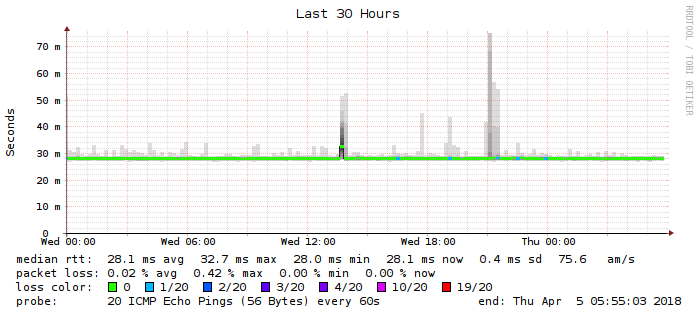 Last 30 Hours
RRDTOOL / TOBI OETIKER
Seconds
70 m
60 m
50 m
40 m
30 m
20 m
10 m
0
Wed 00:00 Wed 06:00 Wed 12:00 Wed 18:00 Thu 00:00
median rtt: 28.1 ms avg 32.7 ms max 28.0 ms min 28.1 ms now 0.4 ms sd 75.6 am/s
packet loss: 0.02 % avg 0.42 % max 0.00 % min 0.00 % now
loss color: 0 1/20 2/20 3/20 4/20 10/20 19/20
probe: 20 ICMP Echo Pings (56 Bytes) every 60s end: Thu Apr 5 05:55:03 2018